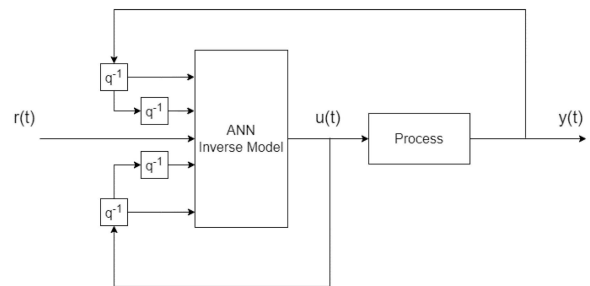 q-1
q-1
r(t)
ANN
Inverse Model
u(t)
Process
y(t)
q-1
q-1